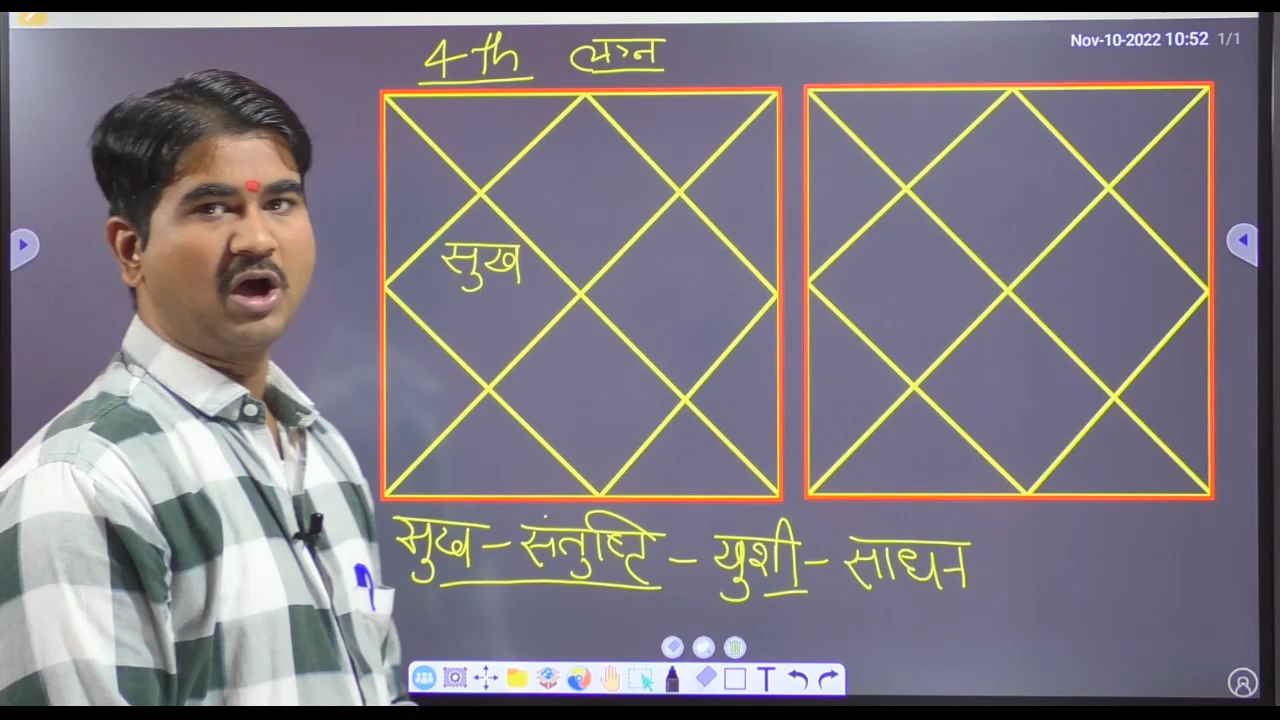 Nov-10-2022 10:52 1/1
4th लग्न
सुख
सुख - संतुष्टि - खुशी - साधन
T